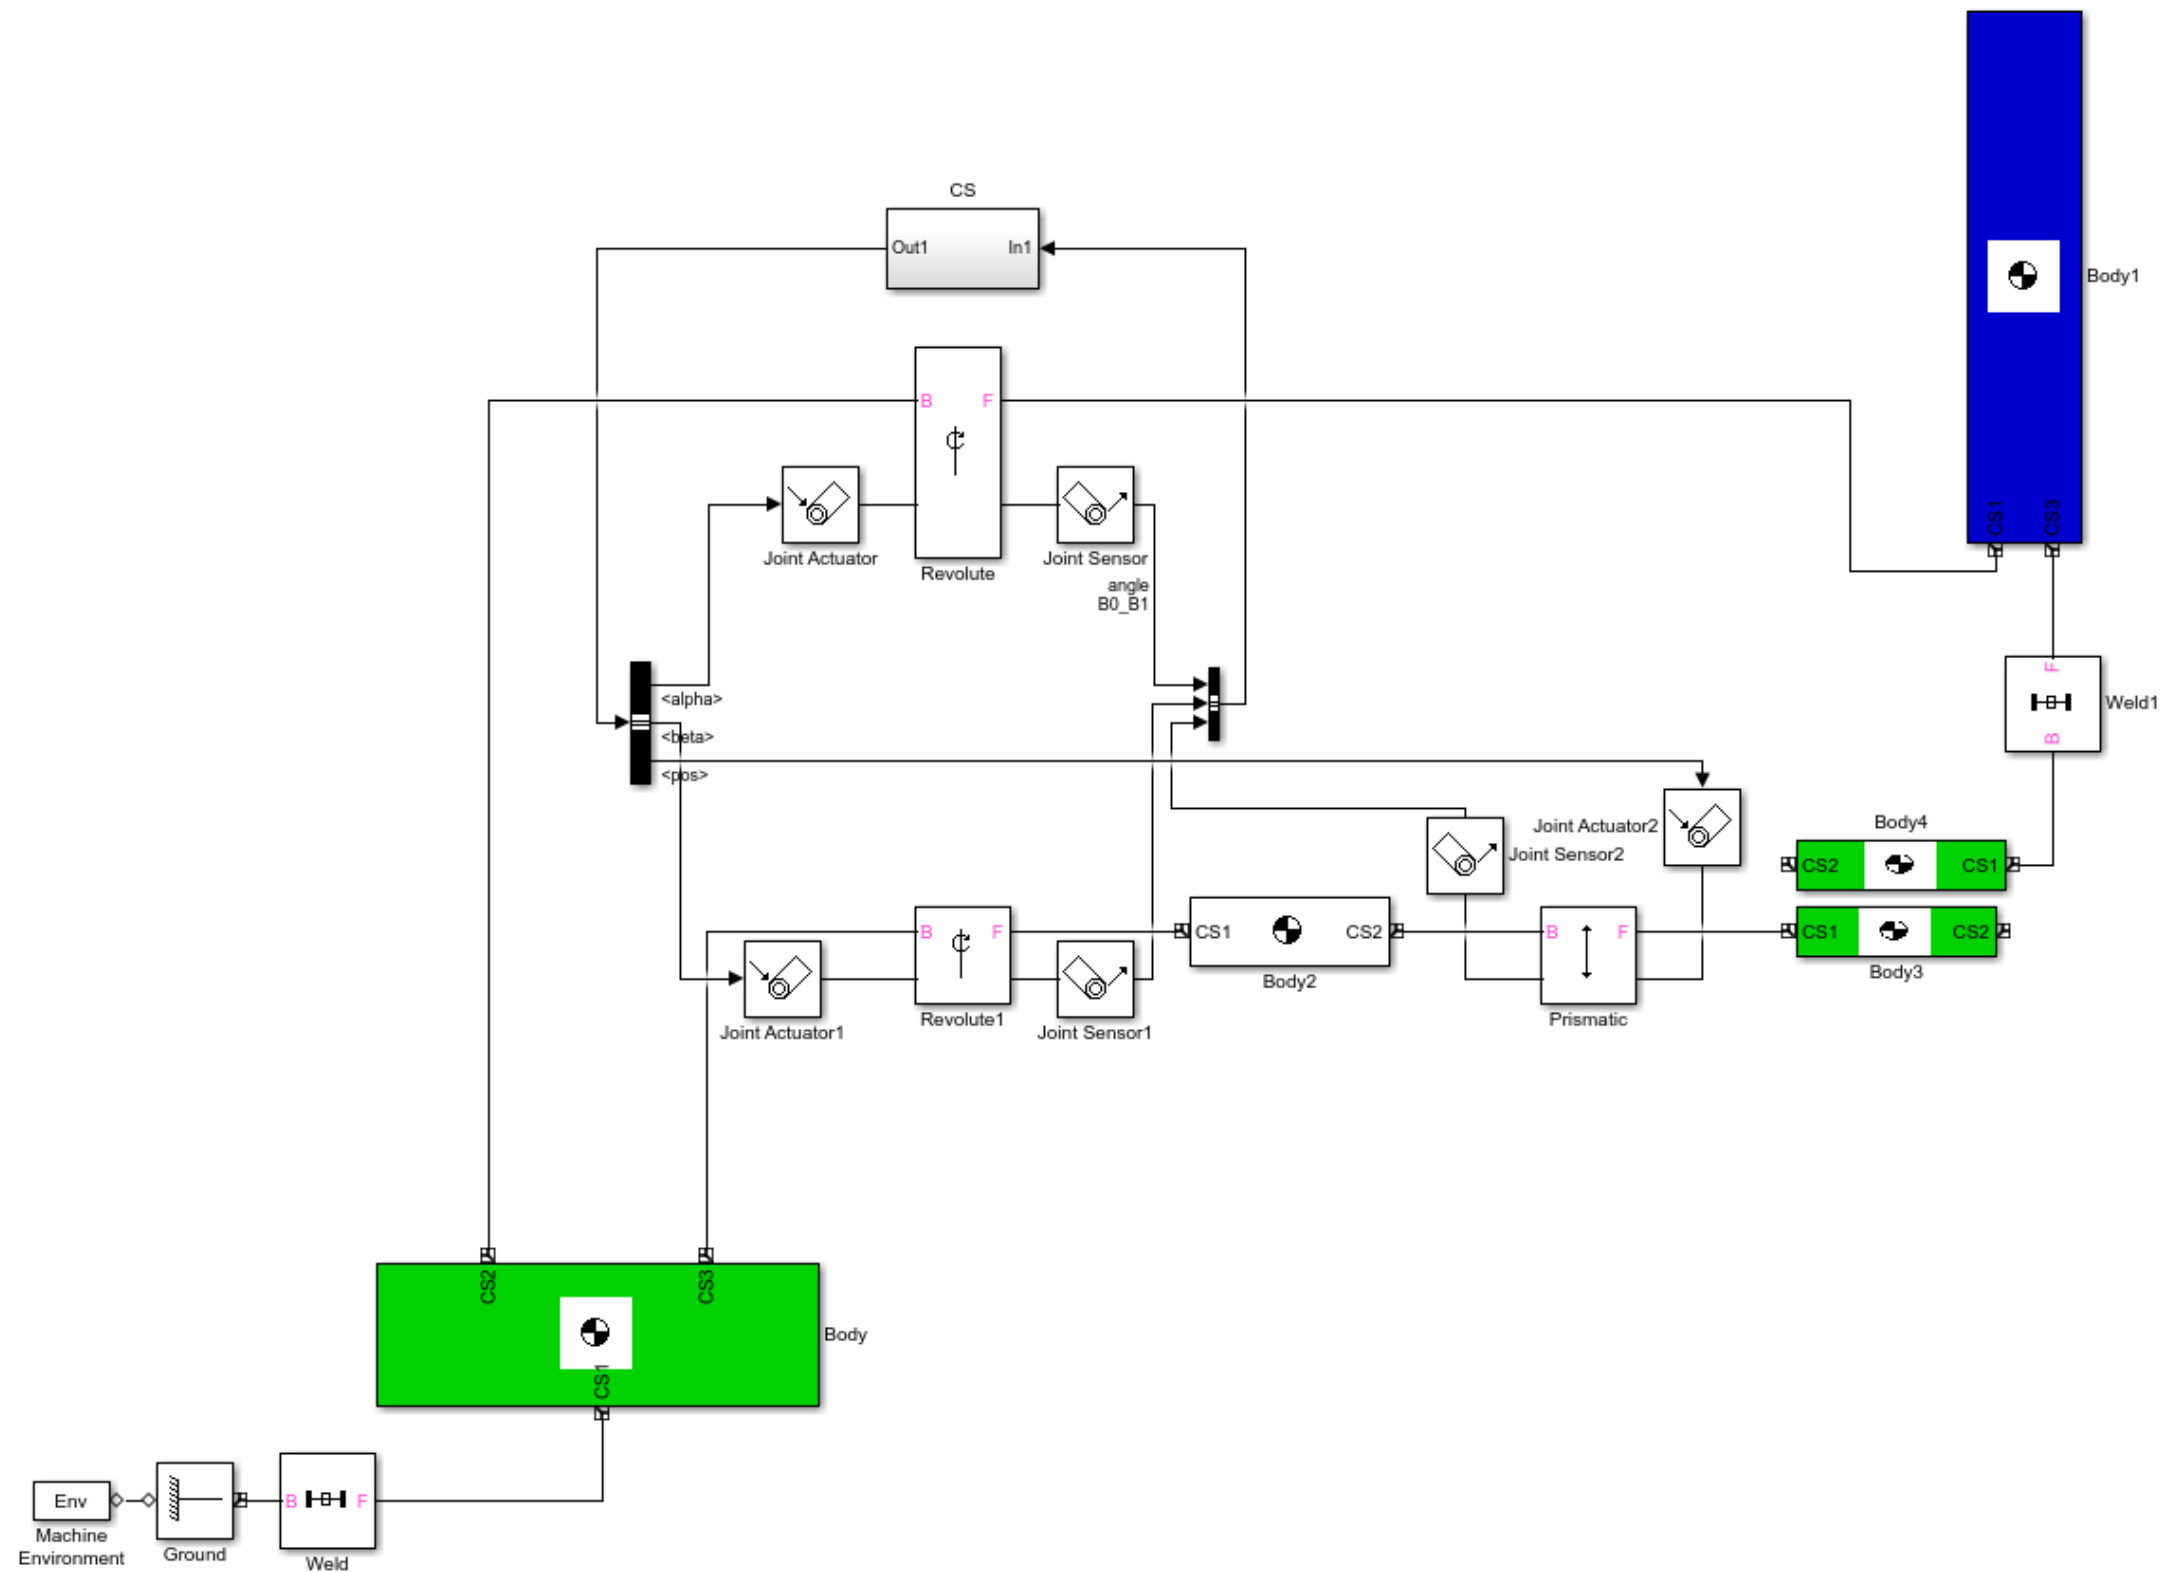 CS
Out1 In1
Body1
B F
CS1 CS3
Joint Actuator
Revolute
Joint Sensor
angle
B0_B1
F
Weld1
B
<alpha>
<beta>
<pos>
Joint Actuator2
Joint Sensor2
Body4
CS2 CS1
B F
CS1 CS2
Body2
B F
CS1 CS2
Body3
Joint Actuator1
Revolute1
Joint Sensor1
Prismatic
CS2 CS3
Body
CS1
Env
B F
Machine
Environment
Ground
Weld